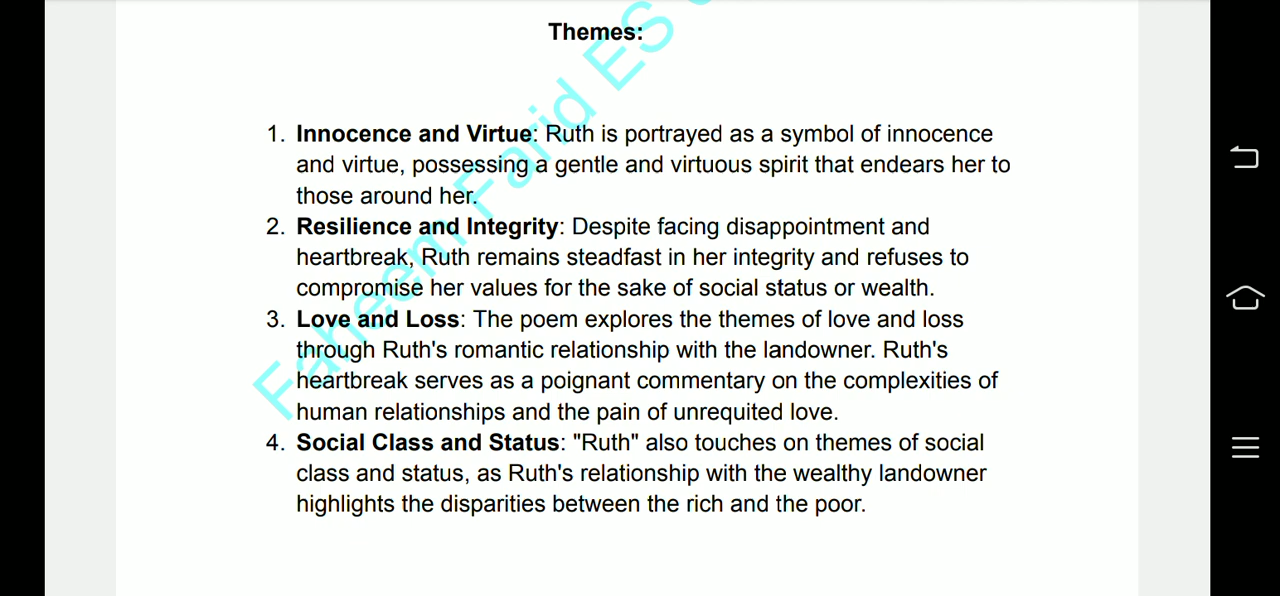 Themes:
1. Innocence and Virtue: Ruth is portrayed as a symbol of innocence
and virtue, possessing a gentle and virtuous spirit that endears her to
those around her.
2. Resilience and Integrity: Despite facing disappointment and
heartbreak, Ruth remains steadfast in her integrity and refuses to
compromise her values for the sake of social status or wealth.
3. Love and Loss: The poem explores the themes of love and loss
through Ruth's romantic relationship with the landowner. Ruth's
heartbreak serves as a poignant commentary on the complexities of
human relationships and the pain of unrequited love.
4. Social Class and Status: "Ruth" also touches on themes of social
class and status, as Ruth's relationship with the wealthy landowner
highlights the disparities between the rich and the poor.
Faheem Farid ES